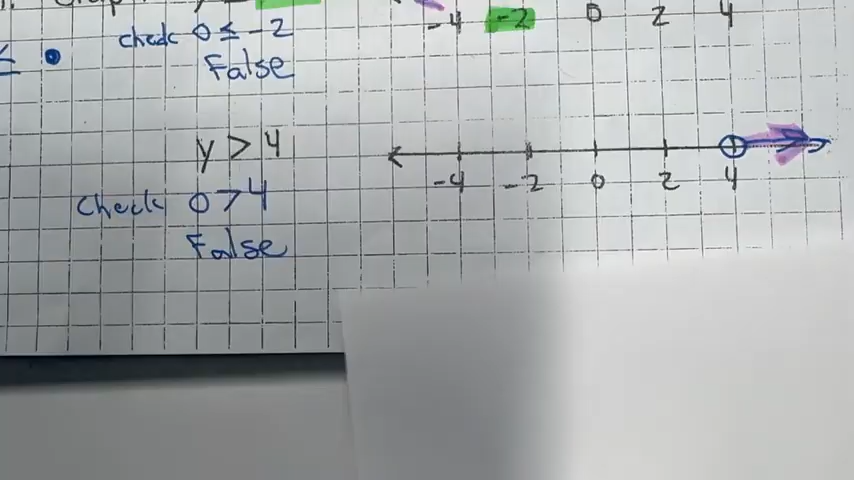 check 0 ≤ -2
≤ •
False
-4 -2 0 2 4
y > 4
check 0 > 4
False
-4 -2 0 2 4